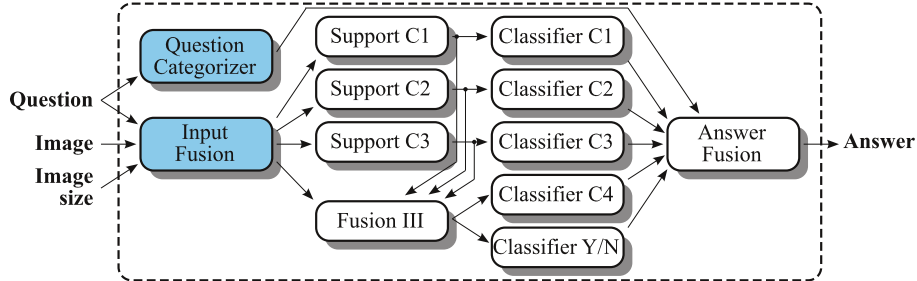 Question
Image
Image
size
Question
Categorizer
Input
Fusion
Support C1
Support C2
Support C3
Fusion III
Classifier C1
Classifier C2
Classifier C3
Classifier C4
Classifier Y/N
Answer
Fusion
Answer